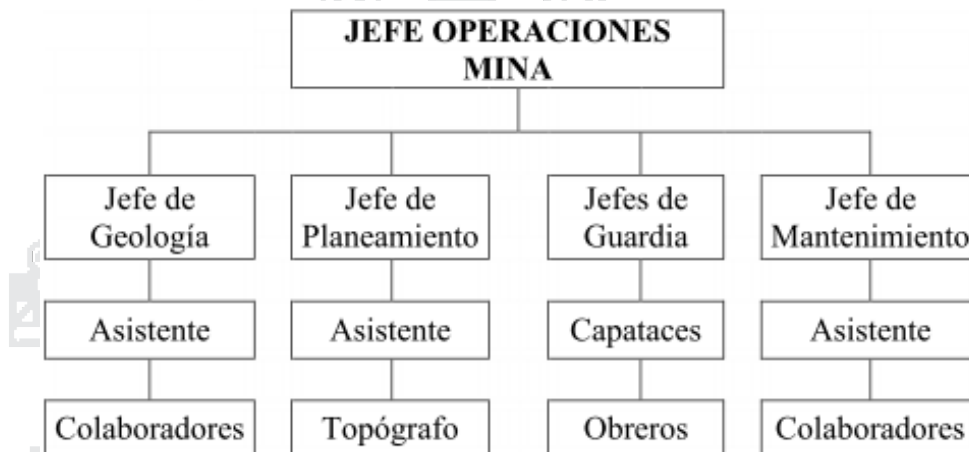 JEFE OPERACIONES
MINA
Jefe de
Geología
Jefe de
Planeamiento
Jefes de
Guardia
Jefe de
Mantenimiento
Asistente
Asistente
Capataces
Asistente
Colaboradores
Topógrafo
Obreros
Colaboradores